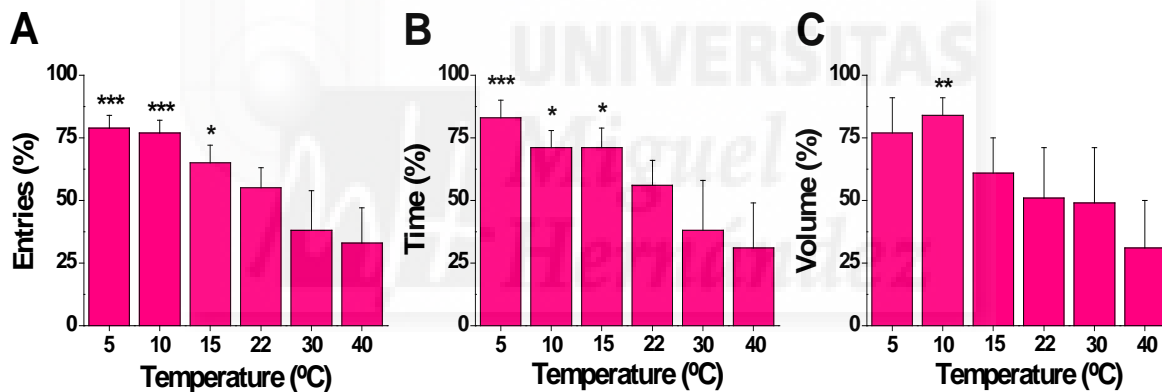 A
B
C
UNIVERSITAS
Miguel
Hernández
Entries (%)
100
75
50
25
0
*** *** *
5 10 15 22 30 40
Temperature (ºC)
Time (%)
100
75
50
25
0
*** * *
5 10 15 22 30 40
Temperature (ºC)
Volume (%)
100
75
50
25
0
**
5 10 15 22 30 40
Temperature (ºC)